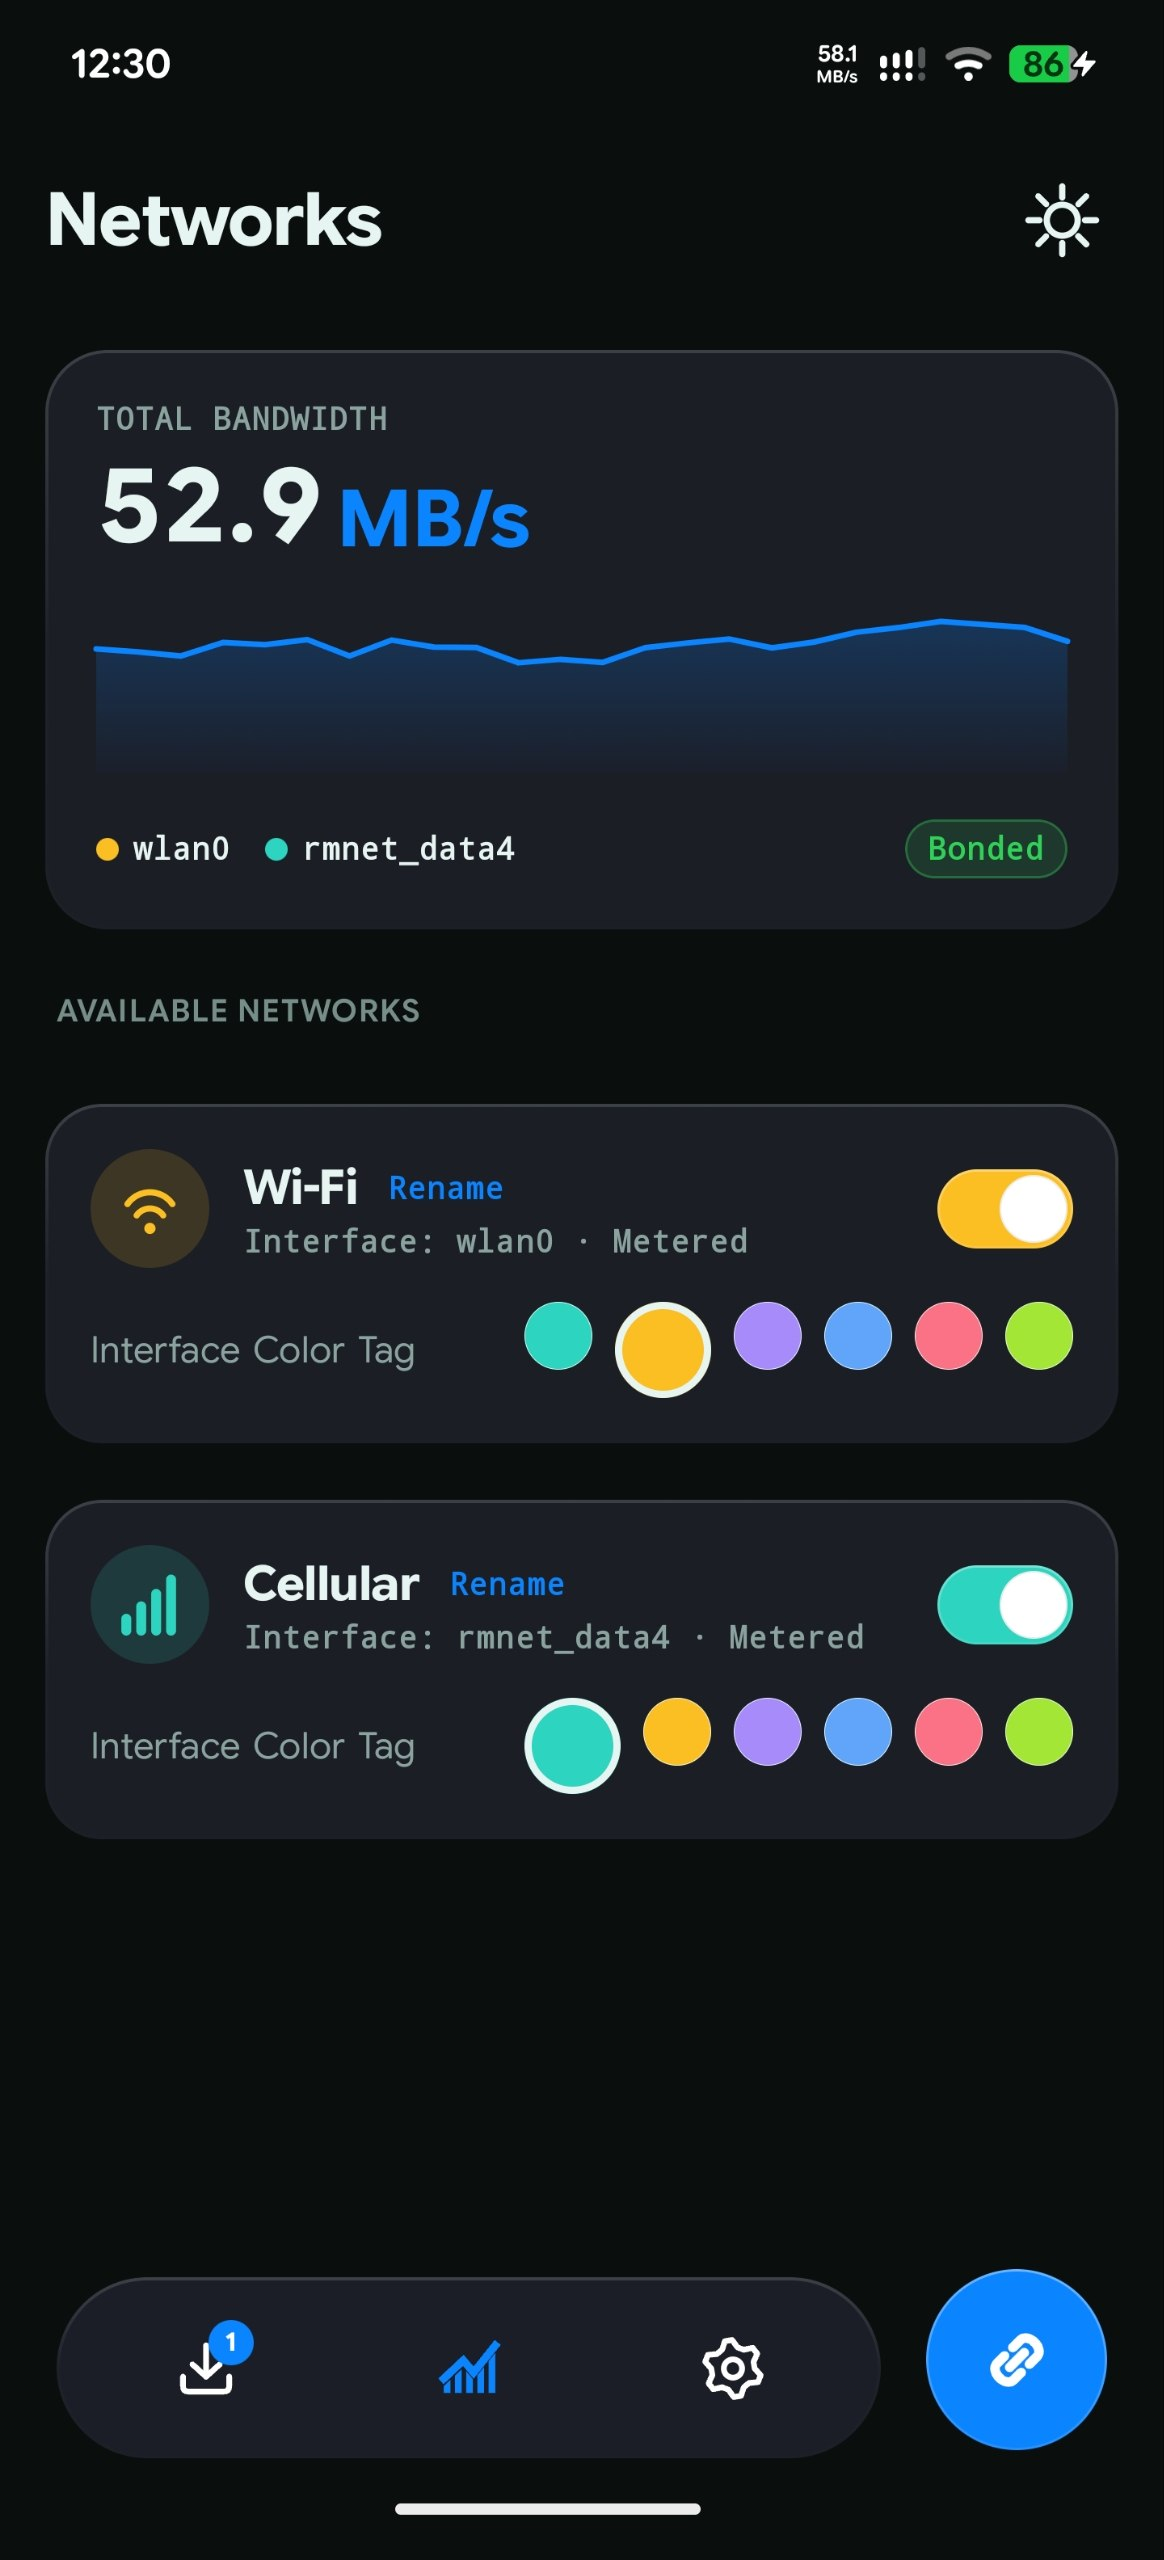 12:30
58.1
MB/s
86
Networks
TOTAL BANDWIDTH
52.9 MB/s
wlan0 rmnet_data4 Bonded
AVAILABLE NETWORKS
Wi-Fi Rename
Interface: wlan0 · Metered
Interface Color Tag
Cellular Rename
Interface: rmnet_data4 · Metered
Interface Color Tag
1